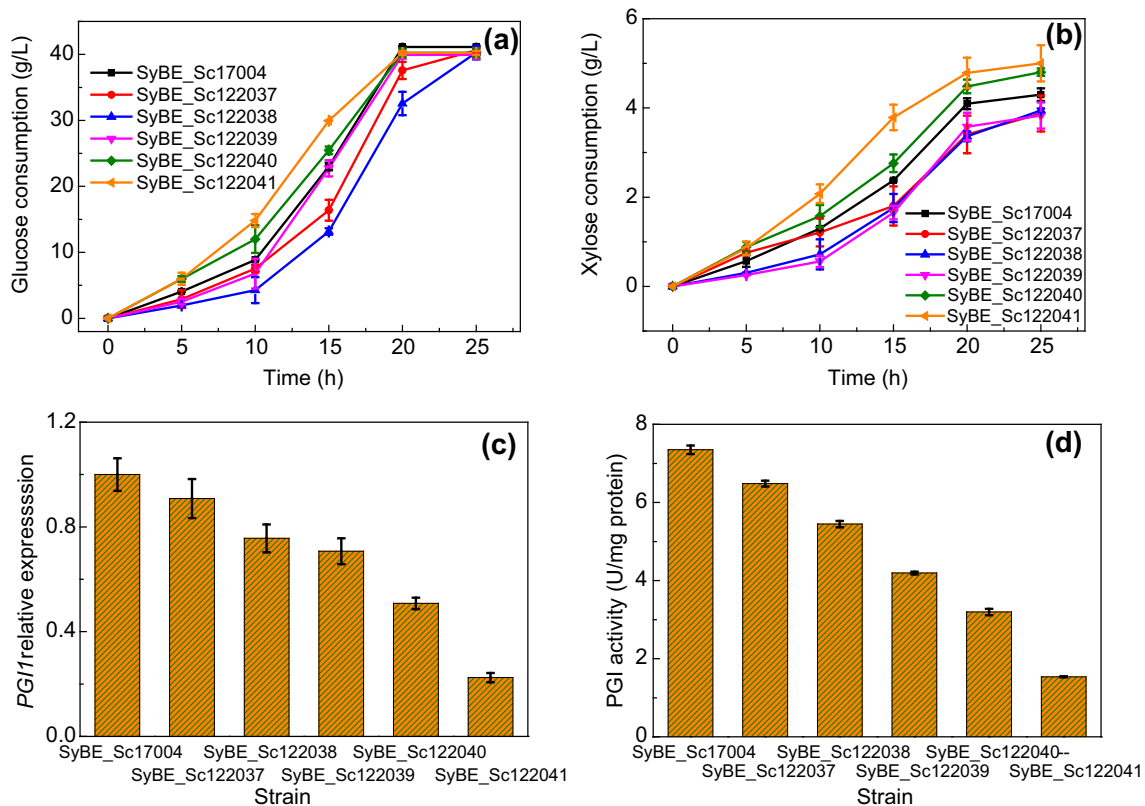 (a)
Glucose consumption (g/L)
40
30
20
10
0
SyBE_Sc17004
SyBE_Sc122037
SyBE_Sc122038
SyBE_Sc122039
SyBE_Sc122040
SyBE_Sc122041
0 5 10 15 20 25
Time (h)
(b)
Xylose consumption (g/L)
6
4
2
0
SyBE_Sc17004
SyBE_Sc122037
SyBE_Sc122038
SyBE_Sc122039
SyBE_Sc122040
SyBE_Sc122041
0 5 10 15 20 25
Time (h)
(c)
PGI1relative expressssion
1.2
0.8
0.4
0.0
SyBE_Sc17004 SyBE_Sc122038 SyBE_Sc122040
SyBE_Sc122037 SyBE_Sc122039 SyBE_Sc122041
Strain
(d)
PGI activity (U/mg protein)
8
6
4
2
0
SyBE_Sc17004 SyBE_Sc122038 SyBE_Sc122040--
SyBE_Sc122037 SyBE_Sc122039 SyBE_Sc122041
Strain